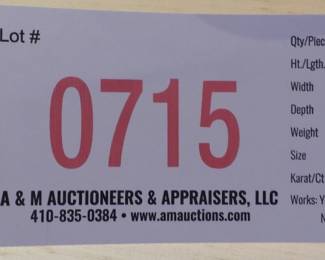 Lot #
0715
A & M AUCTIONEERS & APPRAISERS, LLC
410-835-0384 • www.amauctions.com
Qty/Piec
Ht./Lgth.
Width
Depth
Weight
Size
Karat/Ct
Works: Y
N